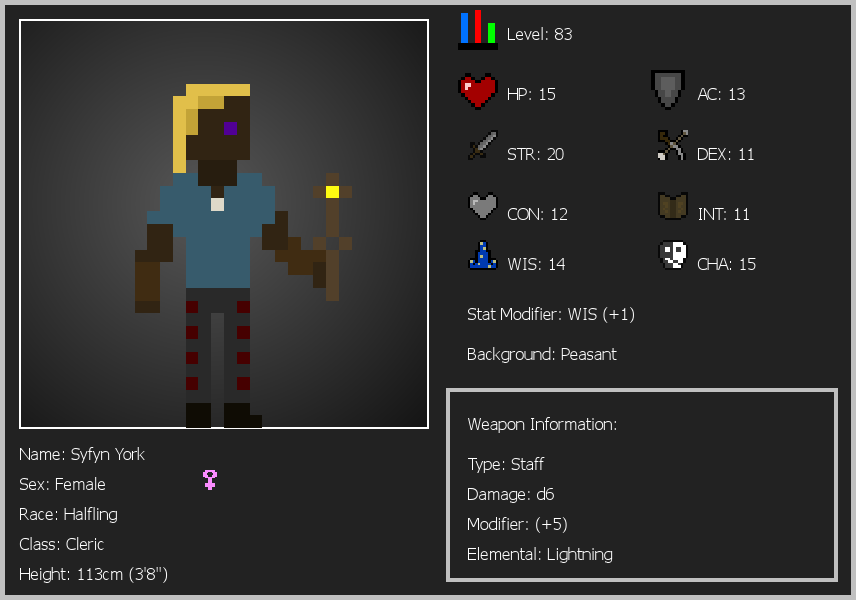 Level: 83
HP: 15
AC: 13
STR: 20
DEX: 11
CON: 12
INT: 11
WIS: 14
CHA: 15
Stat Modifier: WIS (+1)
Background: Peasant
Weapon Information:
Type: Staff
Damage: d6
Modifier: (+5)
Elemental: Lightning
Name: Syfyn York
Sex: Female
Race: Halfling
Class: Cleric
Height: 113cm (3'8")